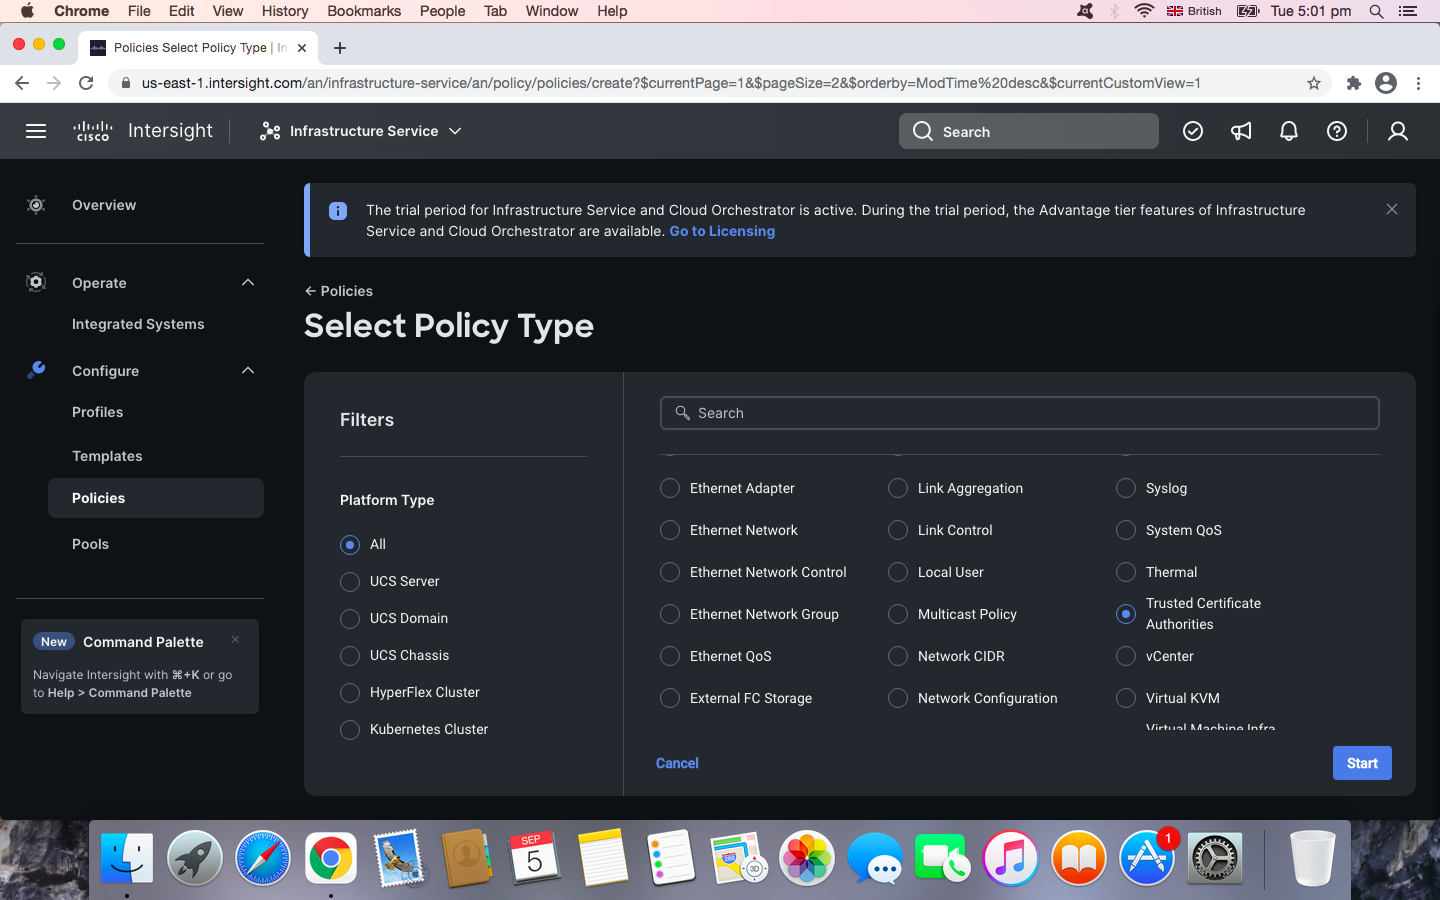 Chrome File Edit View History Bookmarks People Tab Window Help British Tue 5:01 pm
Policies Select Policy Type | In
us-east-1.intersight.com/an/infrastructure-service/an/policy/policies/create?$currentPage=1&$pageSize=2&$orderby=ModTime%20desc&$currentCustomView=1
CISCO Intersight Infrastructure Service Search
Overview
Operate
Integrated Systems
Configure
Profiles
Templates
Policies
Pools
New Command Palette
Navigate Intersight with ⌘+K or go
to Help > Command Palette
The trial period for Infrastructure Service and Cloud Orchestrator is active. During the trial period, the Advantage tier features of Infrastructure
Service and Cloud Orchestrator are available. Go to Licensing
← Policies
Select Policy Type
Filters
Platform Type
All
UCS Server
UCS Domain
UCS Chassis
HyperFlex Cluster
Kubernetes Cluster
Search
Ethernet Adapter Link Aggregation Syslog
Ethernet Network Link Control System QoS
Ethernet Network Control Local User Thermal
Ethernet Network Group Multicast Policy Trusted Certificate
Authorities
Ethernet QoS Network CIDR vCenter
External FC Storage Network Configuration Virtual KVM
Virtual Machine Infra
Cancel Start
SEP
5
280
3D
1